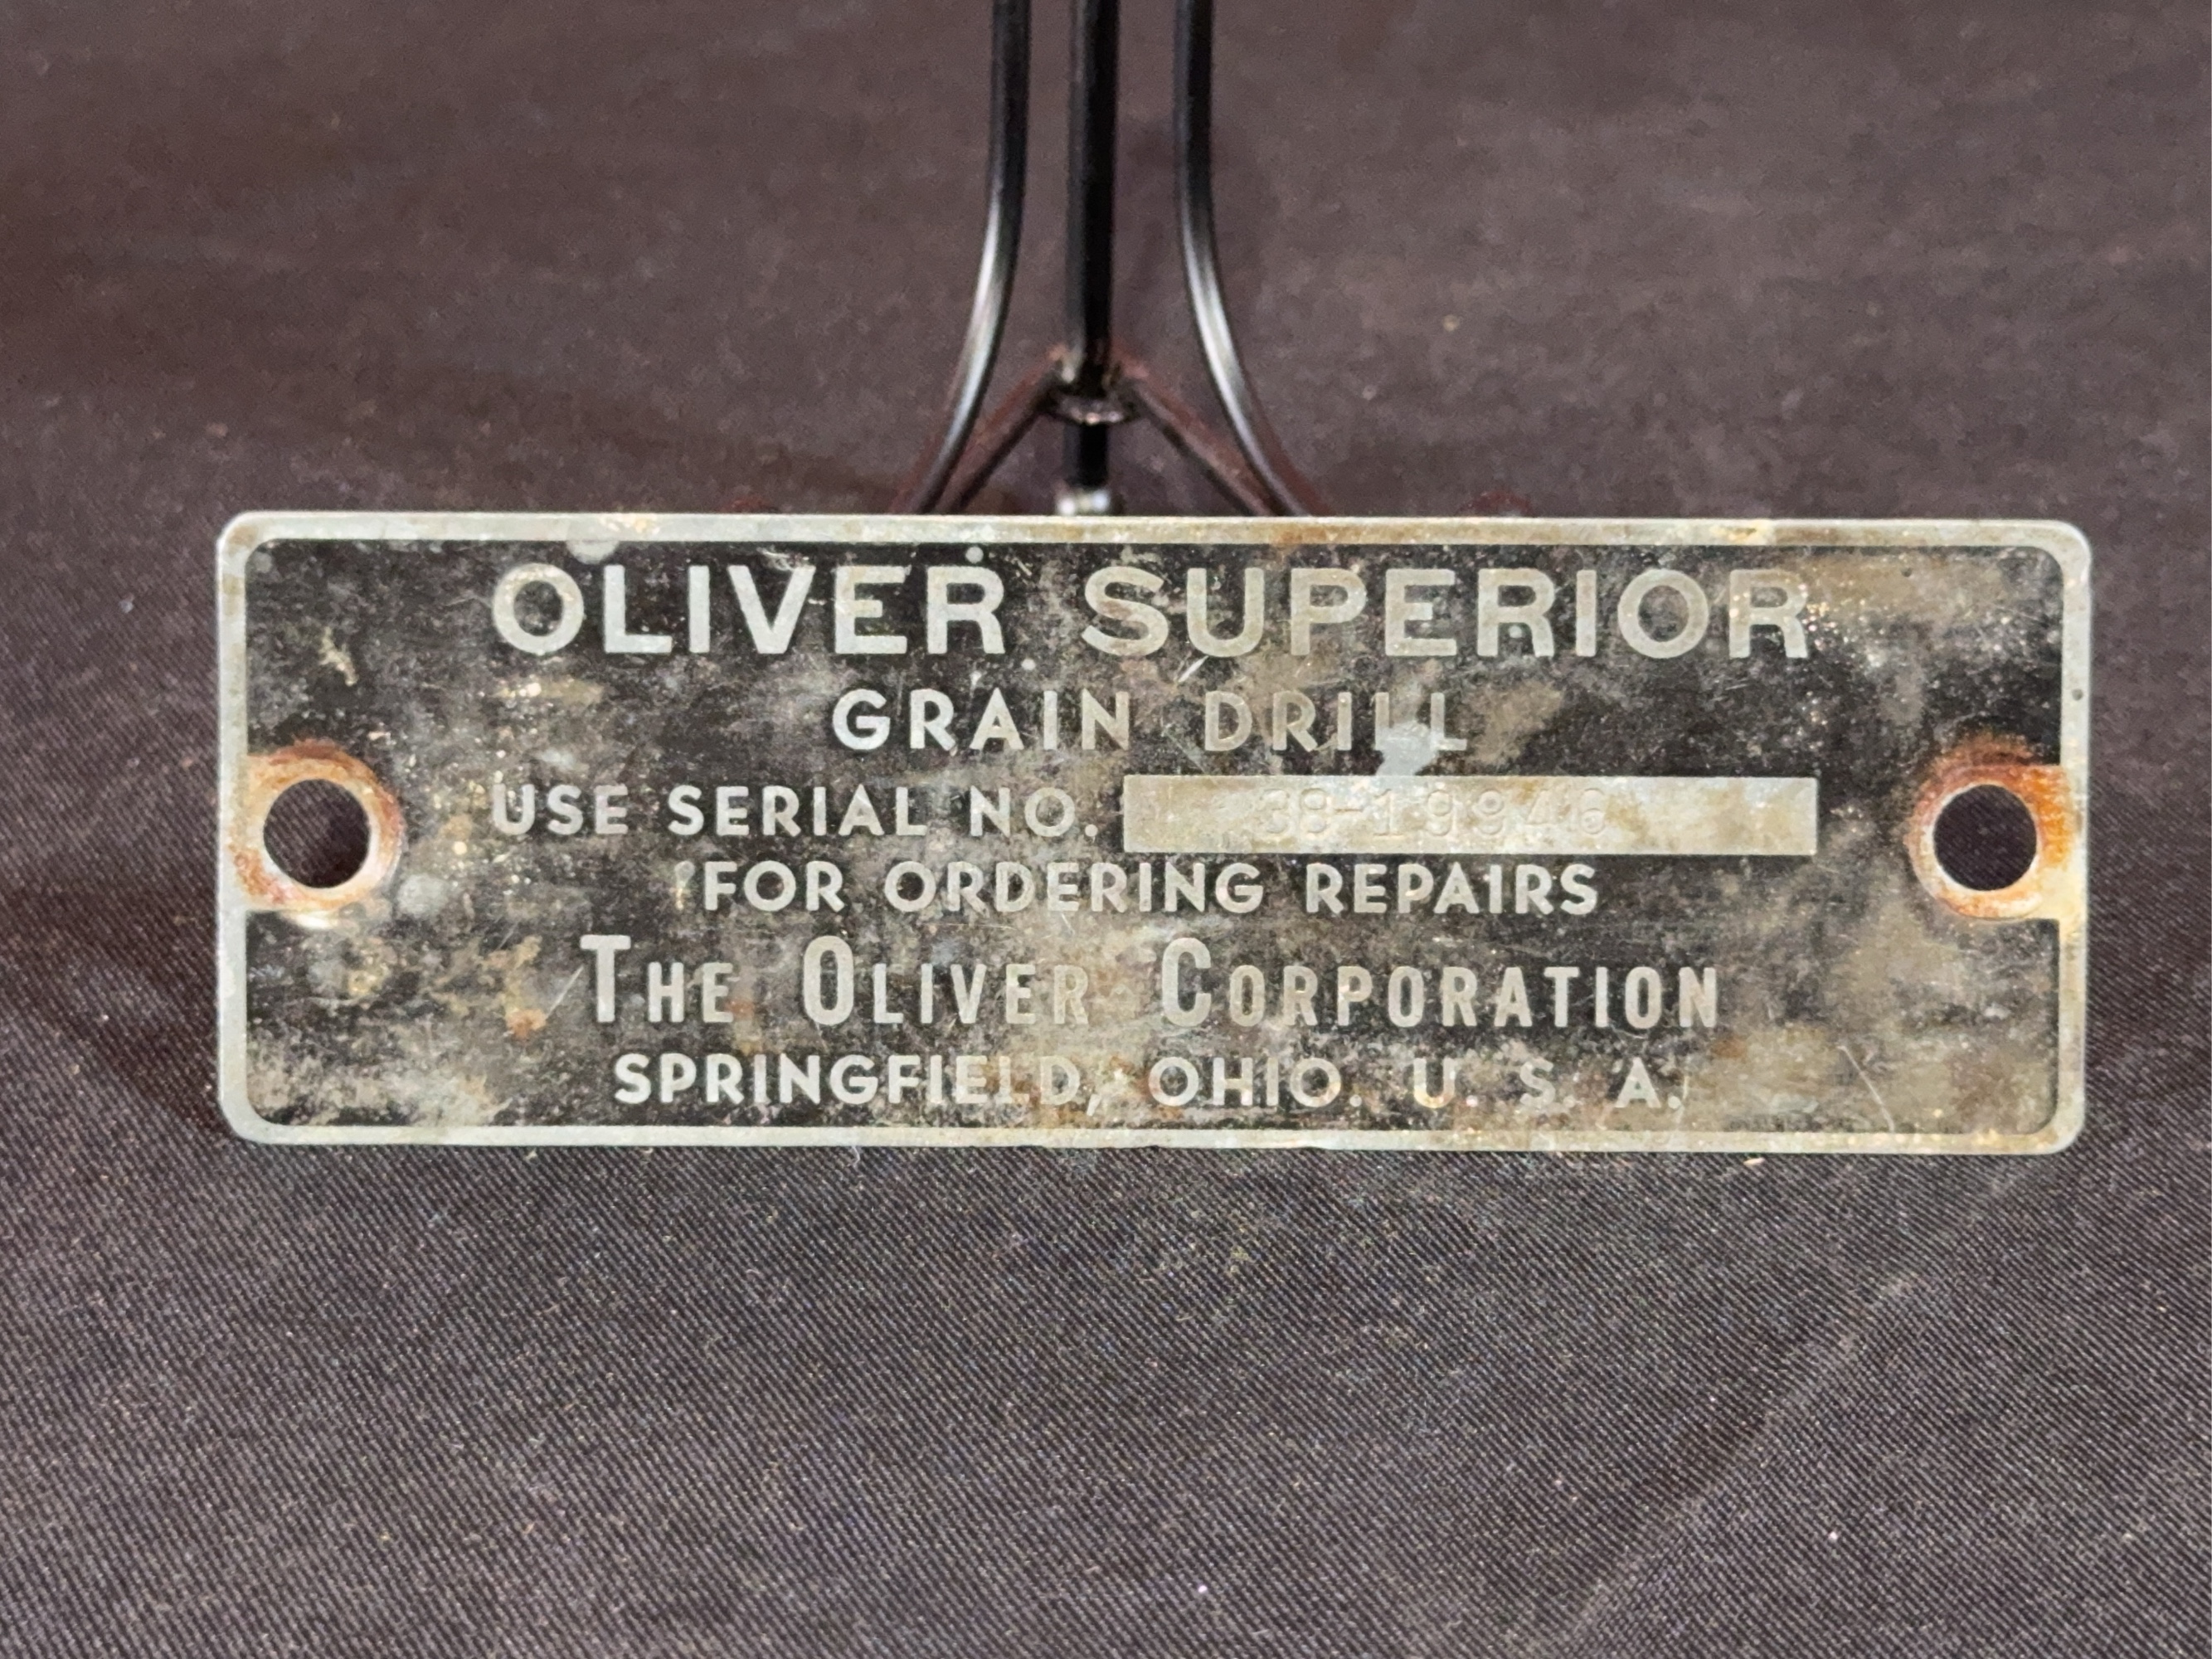 OLIVER SUPERIOR
GRAIN DRILL
USE SERIAL NO. 38-19946
FOR ORDERING REPAIRS
THE OLIVER CORPORATION
SPRINGFIELD, OHIO. U. S. A.